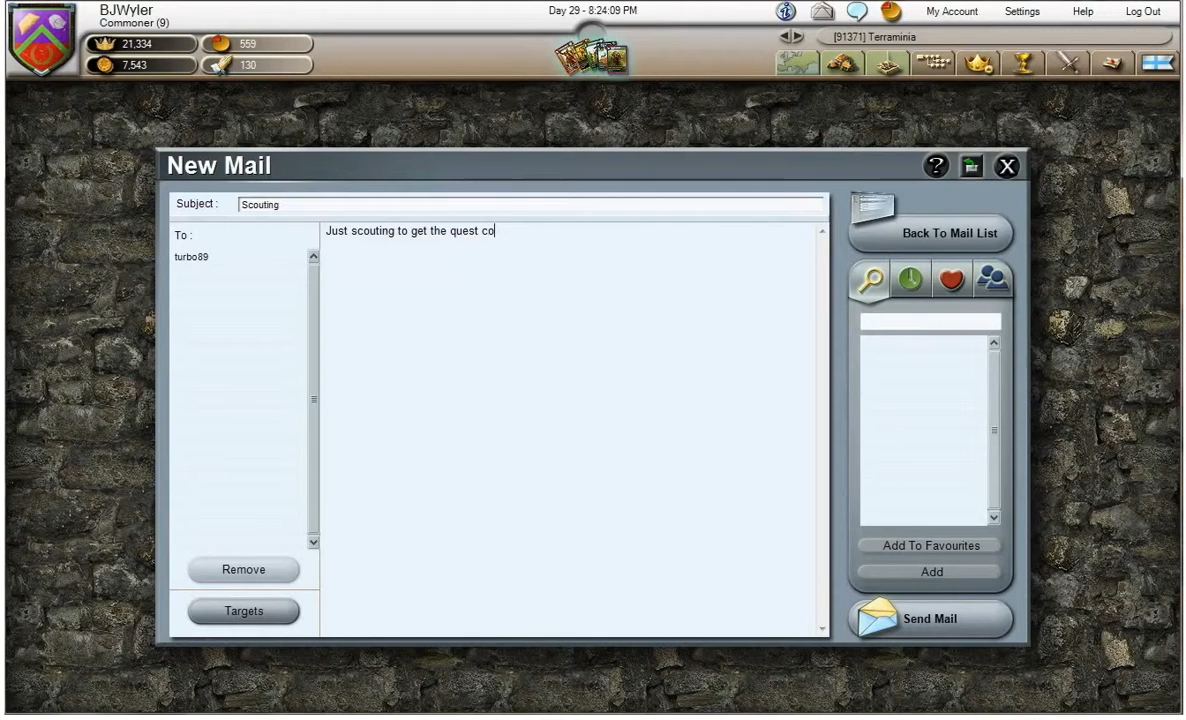 BJWyler
Commoner (9)
21,334
559
7,543
130
Day 29 - 8:24:09 PM
My Account
Settings
Help
Log Out
[91371] Terraminia
New Mail
? X
Subject :
Scouting
To :
turbo89
Just scouting to get the quest co
Remove
Targets
Back To Mail List
Add To Favourites
Add
Send Mail